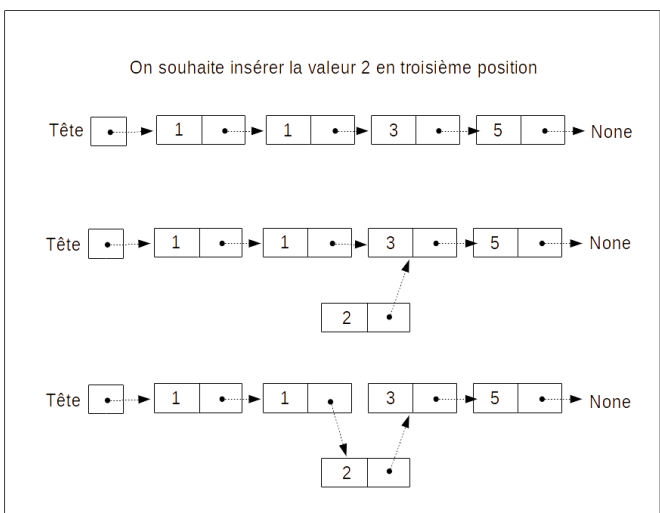 On souhaite insérer la valeur 2 en troisième position
Tête 1 1 3 5 None
Tête 1 1 3 5 None
2
Tête 1 1 3 5 None
2